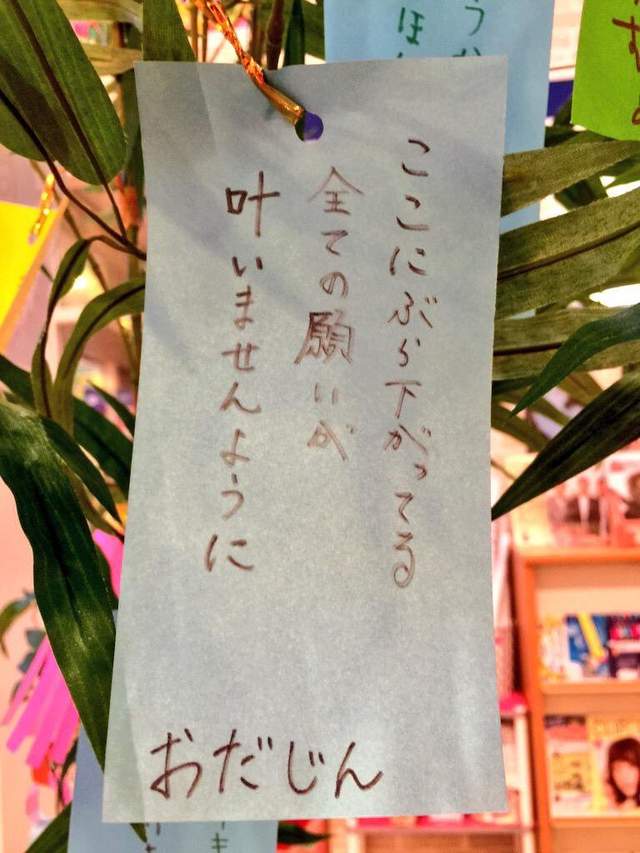 ここにぶら下がってる
全ての願いが
叶いませんように
おだじん